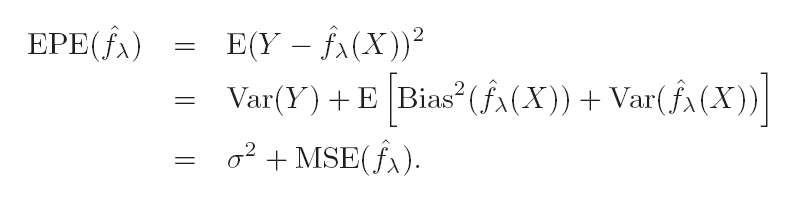 EPE(f̂_λ) = E(Y − f̂_λ(X))²
= Var(Y) + E [Bias²(f̂_λ(X)) + Var(f̂_λ(X))]
= σ² + MSE(f̂_λ).